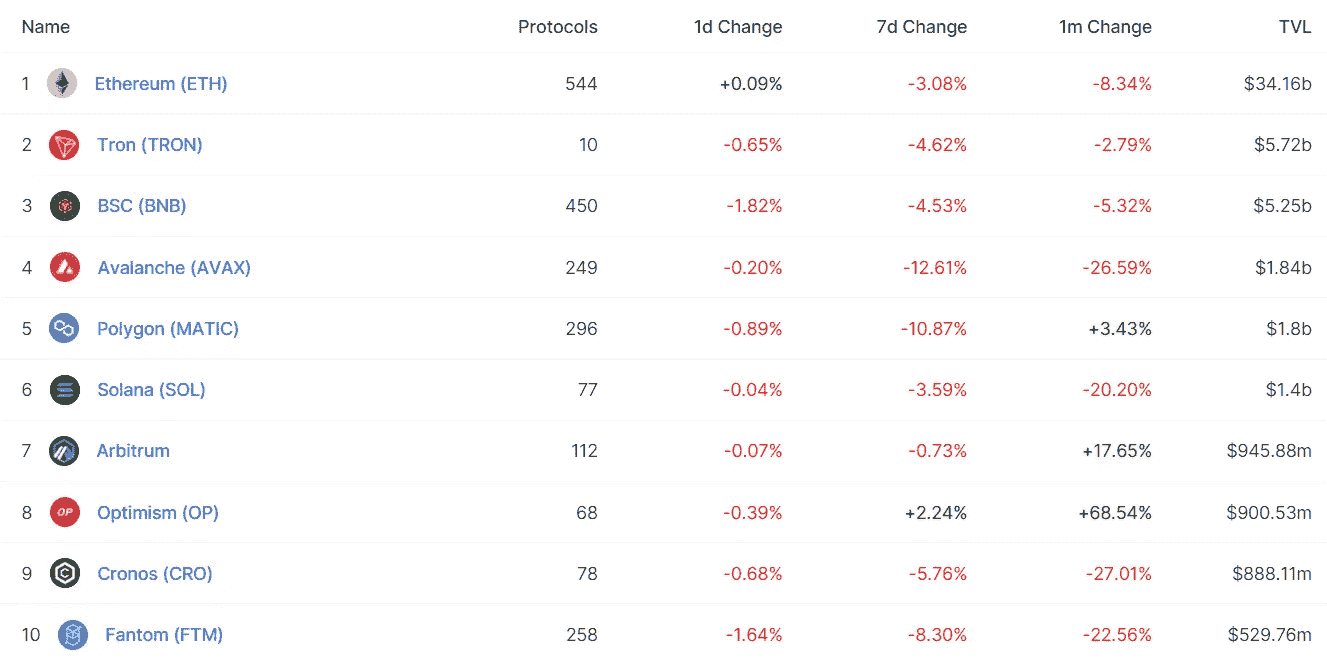 Name Protocols 1d Change 7d Change 1m Change TVL
1 Ethereum (ETH) 544 +0.09% -3.08% -8.34% $34.16b
2 Tron (TRON) 10 -0.65% -4.62% -2.79% $5.72b
3 BSC (BNB) 450 -1.82% -4.53% -5.32% $5.25b
4 Avalanche (AVAX) 249 -0.20% -12.61% -26.59% $1.84b
5 Polygon (MATIC) 296 -0.89% -10.87% +3.43% $1.8b
6 Solana (SOL) 77 -0.04% -3.59% -20.20% $1.4b
7 Arbitrum 112 -0.07% -0.73% +17.65% $945.88m
8 OP Optimism (OP) 68 -0.39% +2.24% +68.54% $900.53m
9 Cronos (CRO) 78 -0.68% -5.76% -27.01% $888.11m
10 Fantom (FTM) 258 -1.64% -8.30% -22.56% $529.76m